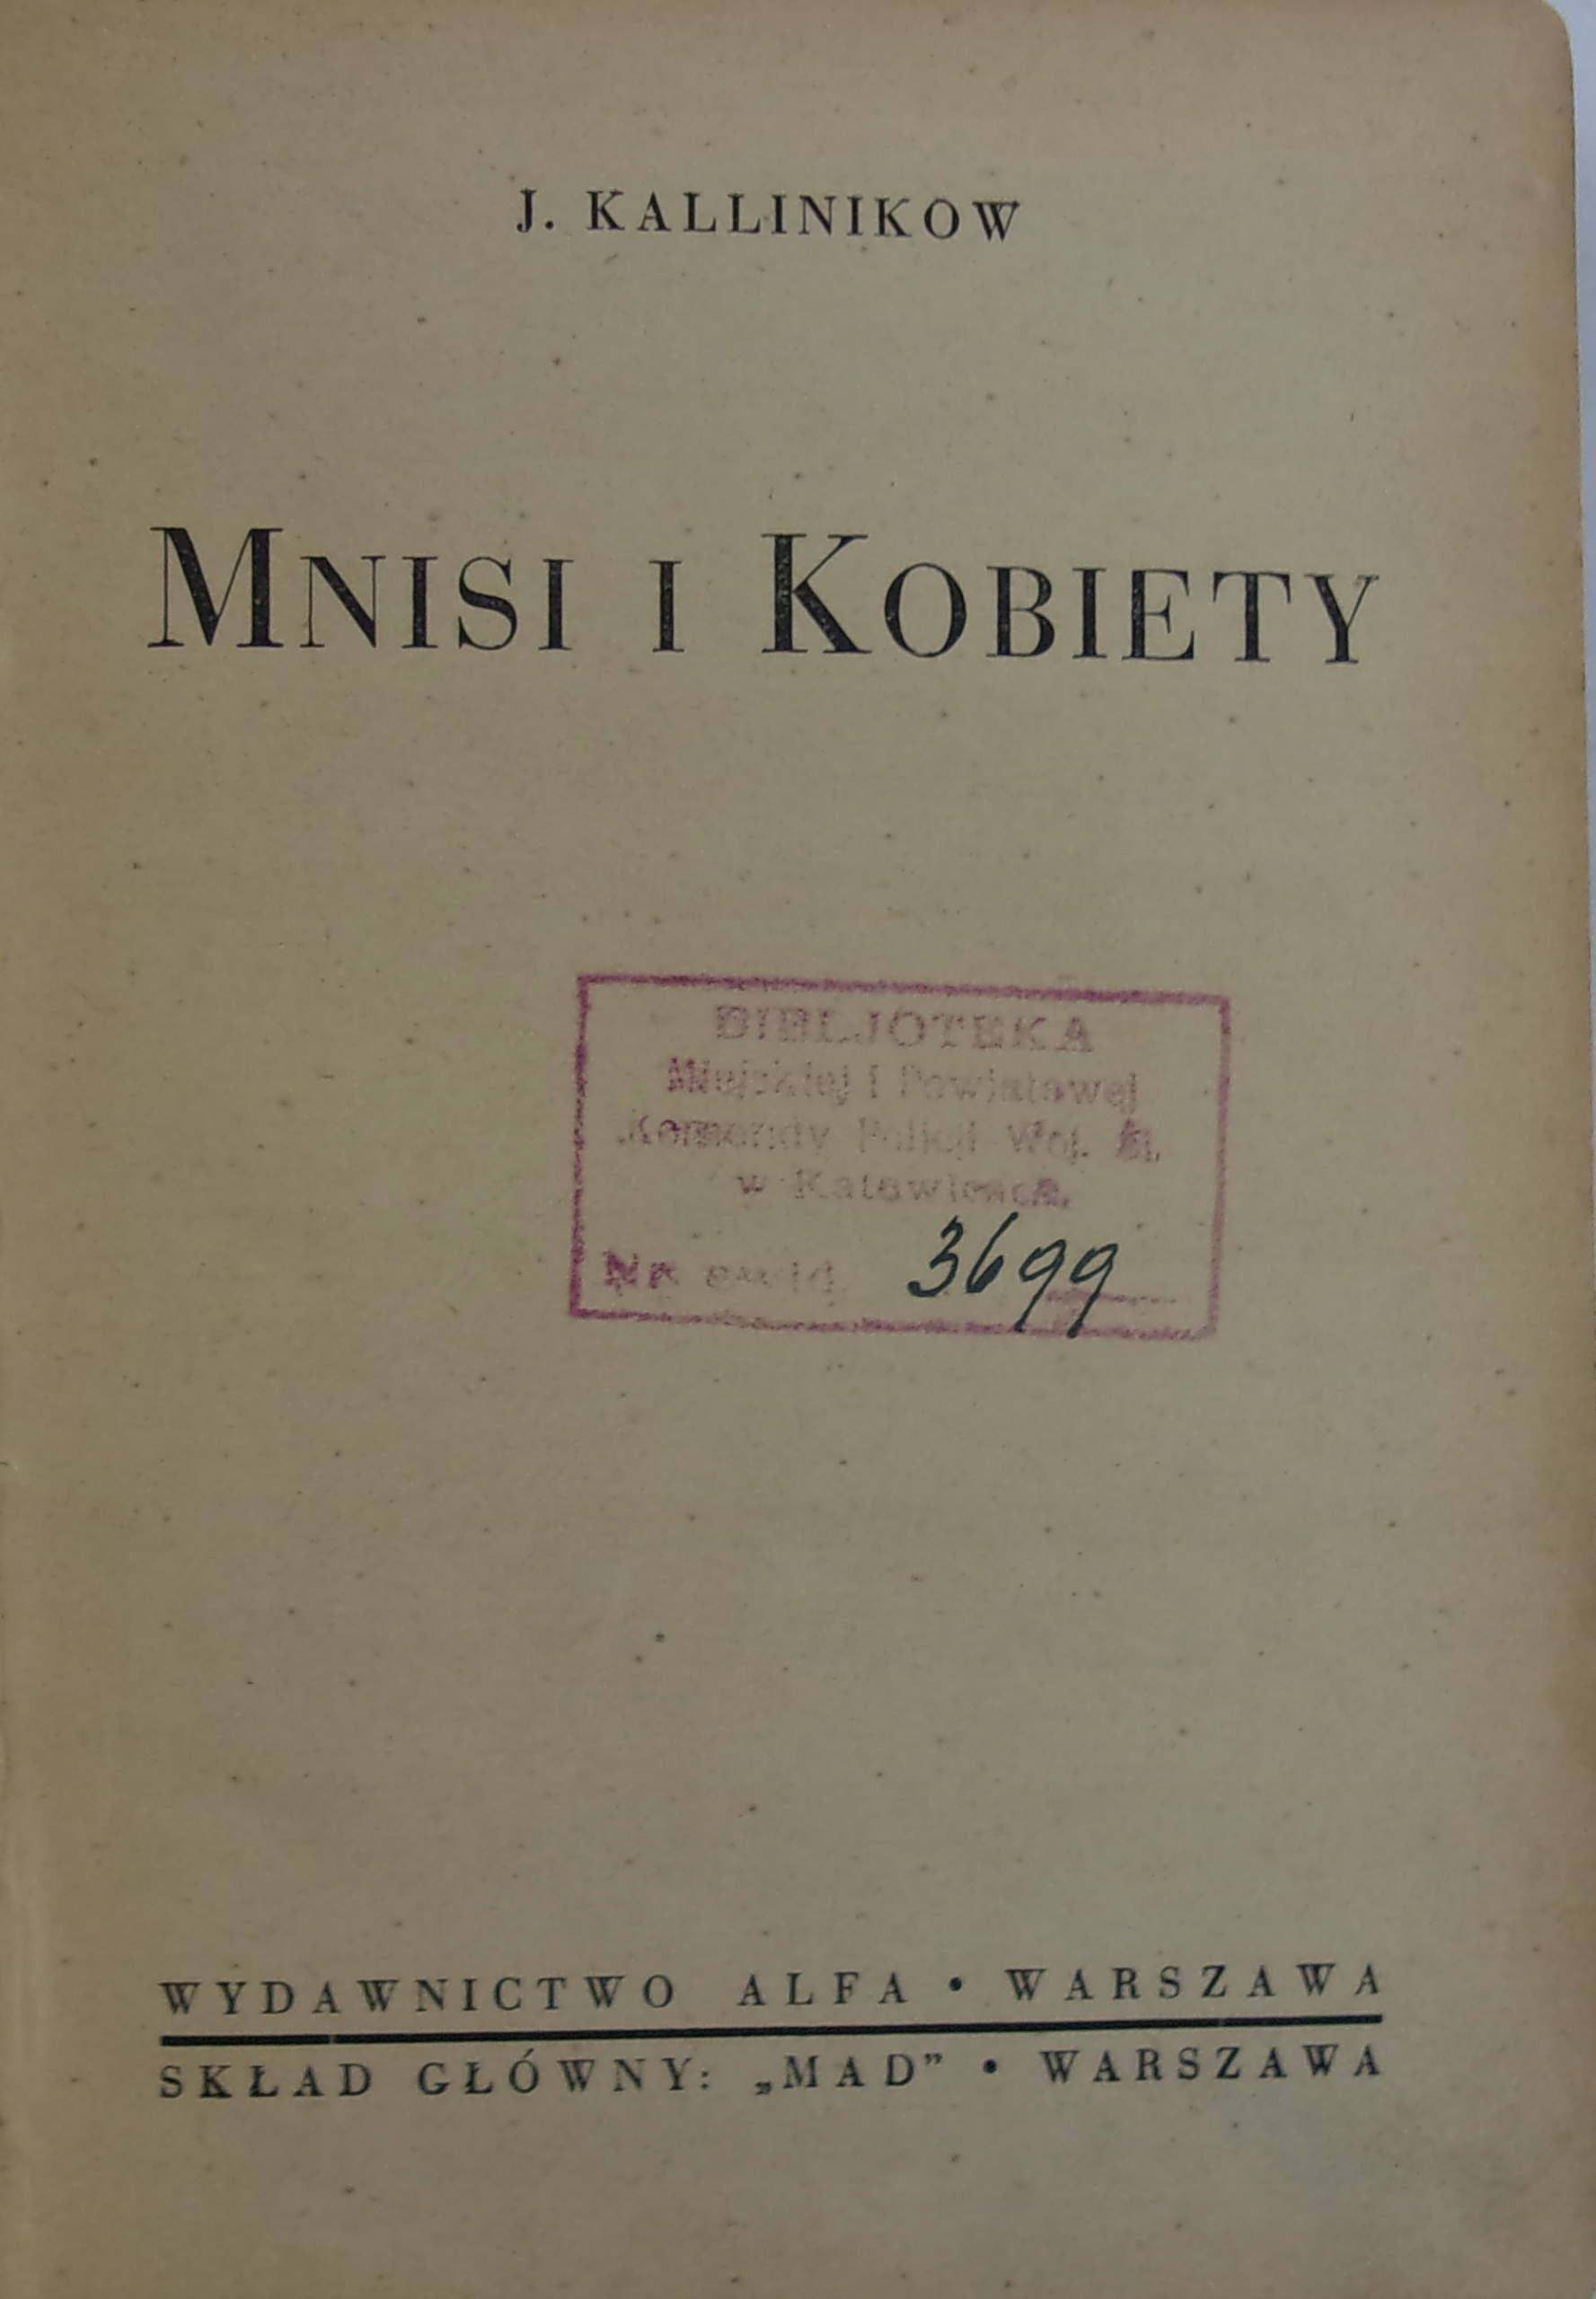 J. KALLINIKOW
MNISI I KOBIETY
BIBLJOTEKA
Miejskiej i Powiatowej
Komendy Policji Woj. Śl.
w Katowicach.
Nr. ewid. 3699
WYDAWNICTWO ALFA • WARSZAWA
SKŁAD GŁÓWNY: „MAD” • WARSZAWA